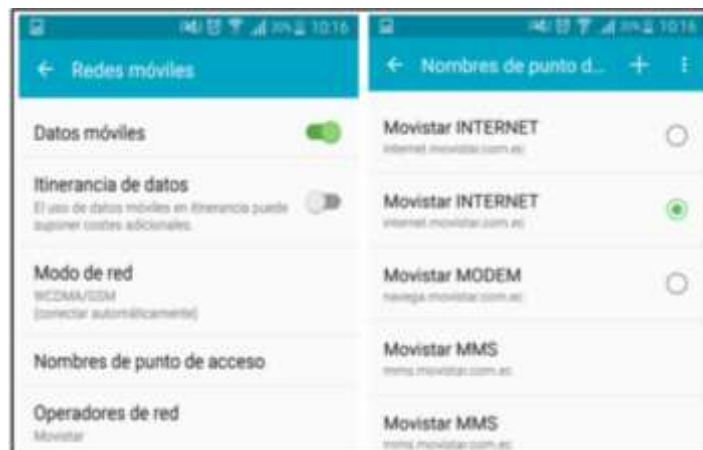 10:16
Redes móviles
Datos móviles
Itinerancia de datos
El uso de datos móviles en itinerancia puede
suponer costes adicionales.
Modo de red
WCDMA/GSM
(conectar automáticamente)
Nombres de punto de acceso
Operadores de red
Movistar
10:16
Nombres de punto d...
Movistar INTERNET
internet.movistar.com.ec
Movistar INTERNET
internet.movistar.com.ec
Movistar MODEM
navega.movistar.com.ec
Movistar MMS
mms.movistar.com.ec
Movistar MMS
mms.movistar.com.ec